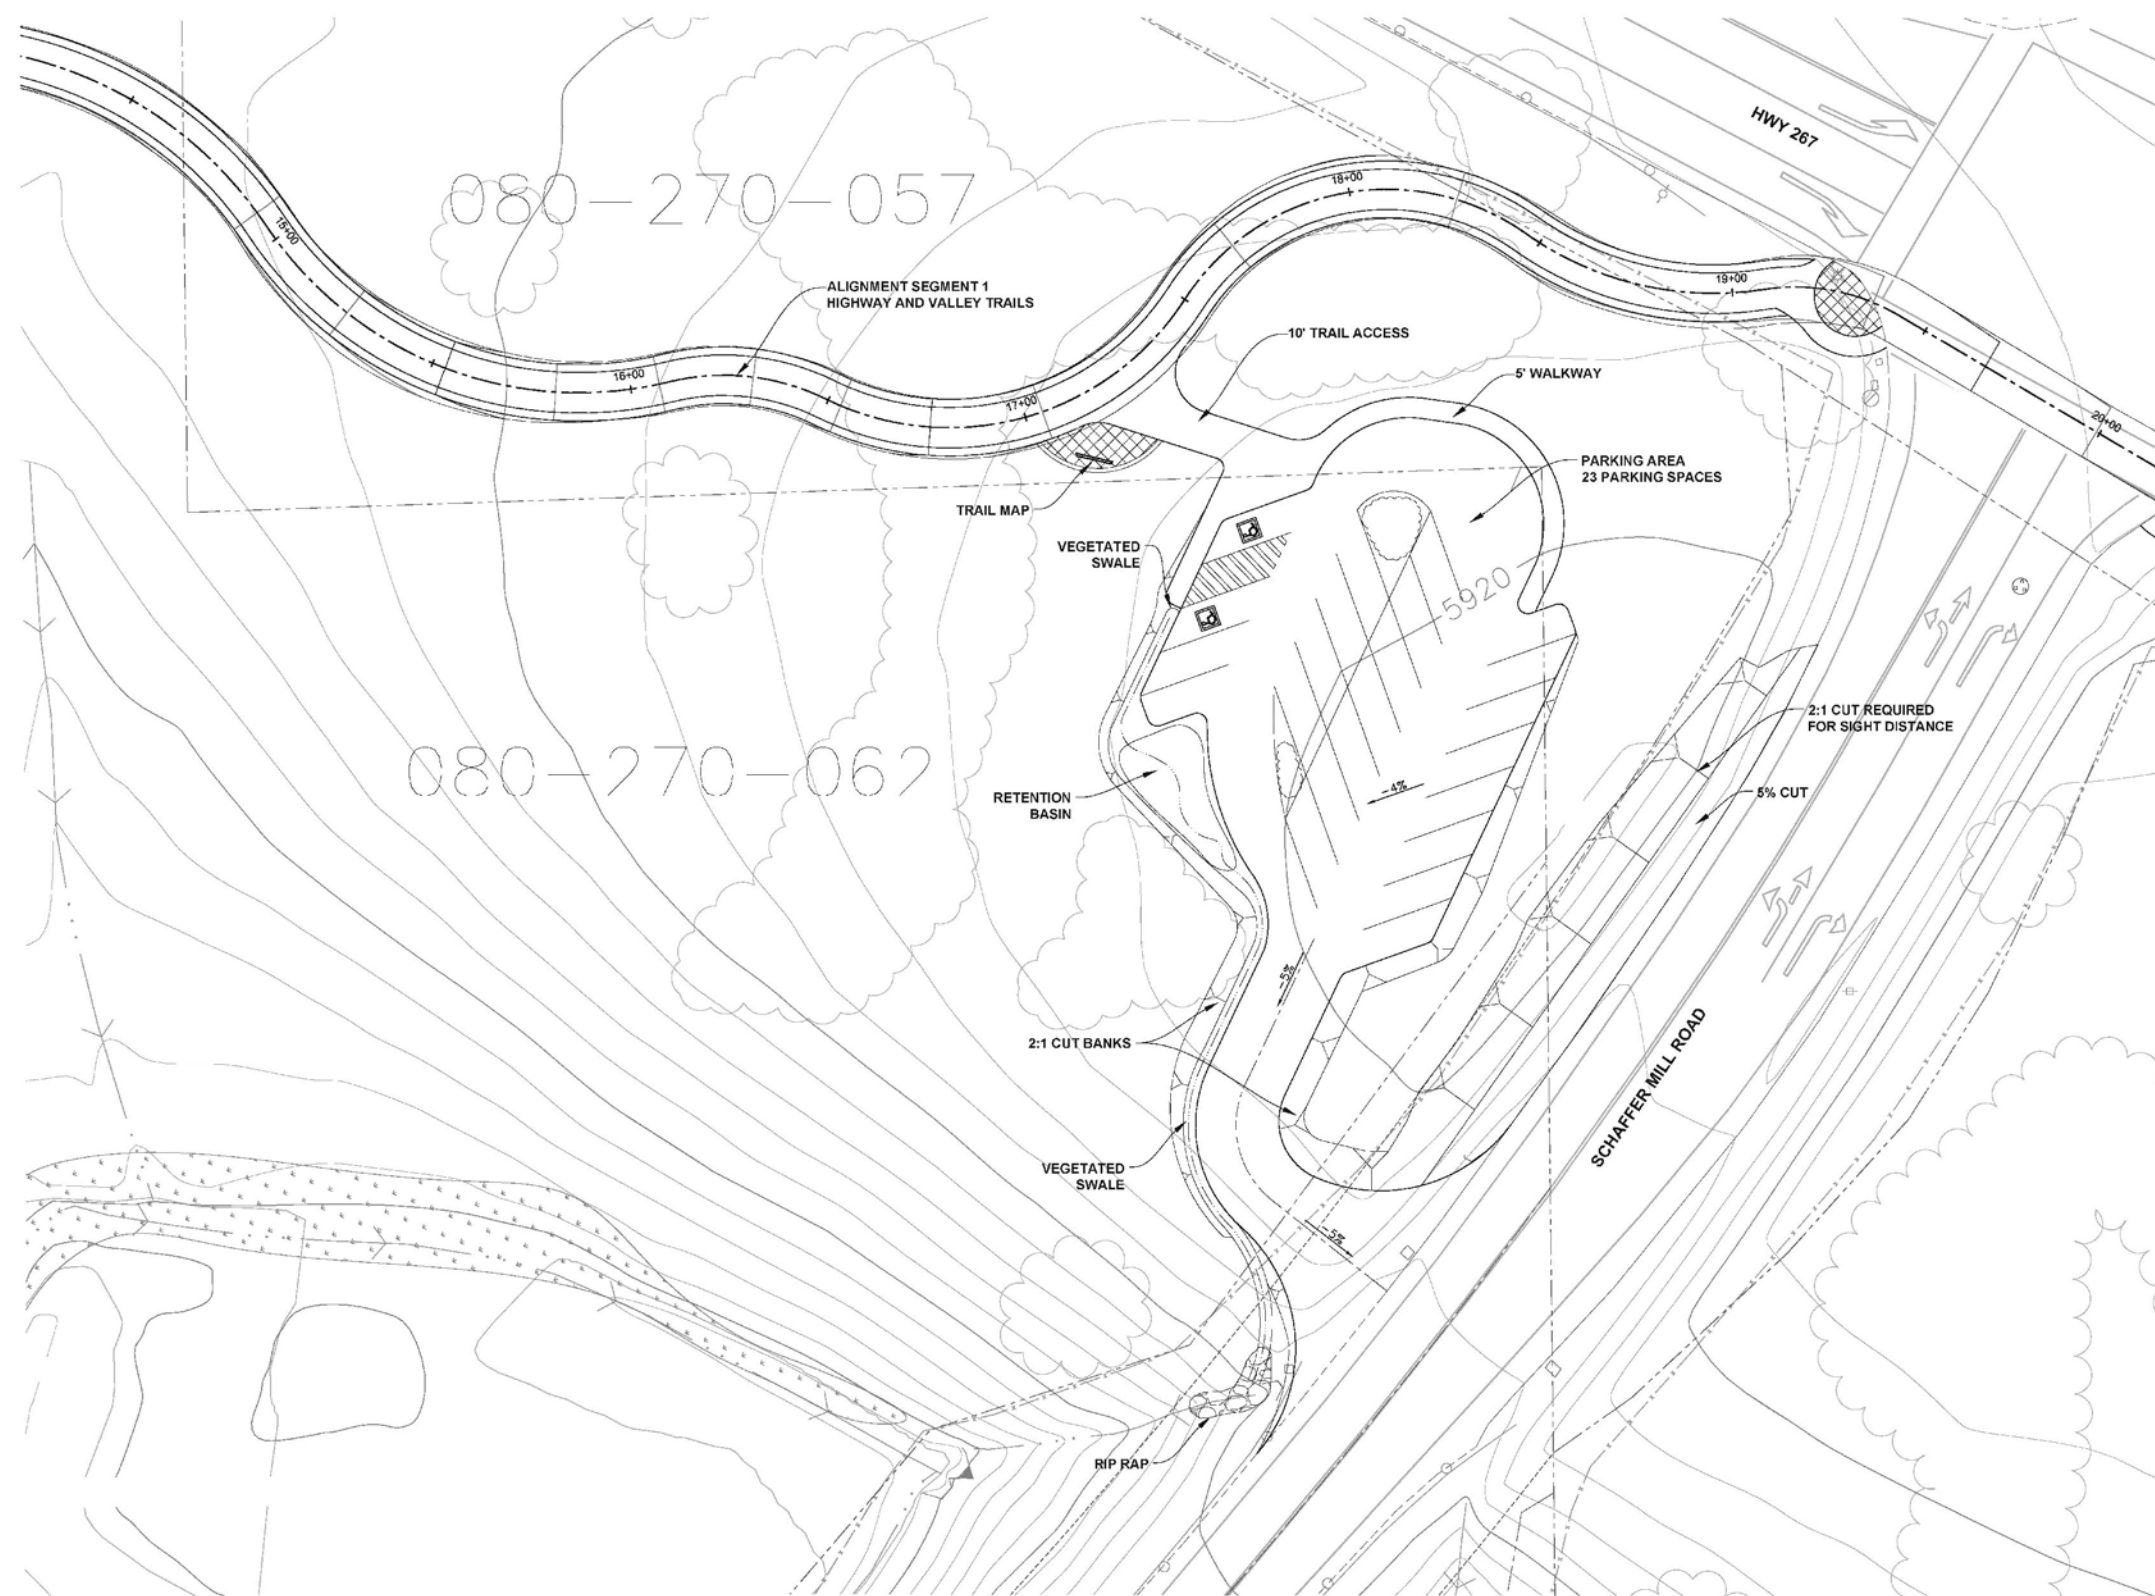 HWY 267
080-270-057
18+00
15+00
19+00
ALIGNMENT SEGMENT 1
HIGHWAY AND VALLEY TRAILS
10' TRAIL ACCESS
16+00
5' WALKWAY
17+00
20+00
PARKING AREA
23 PARKING SPACES
TRAIL MAP
VEGETATED
SWALE
5920
2:1 CUT REQUIRED
FOR SIGHT DISTANCE
080-270-062
-4%
5% CUT
RETENTION
BASIN
-5%
2:1 CUT BANKS
SCHAFFER MILL ROAD
VEGETATED
SWALE
-5%
RIP RAP